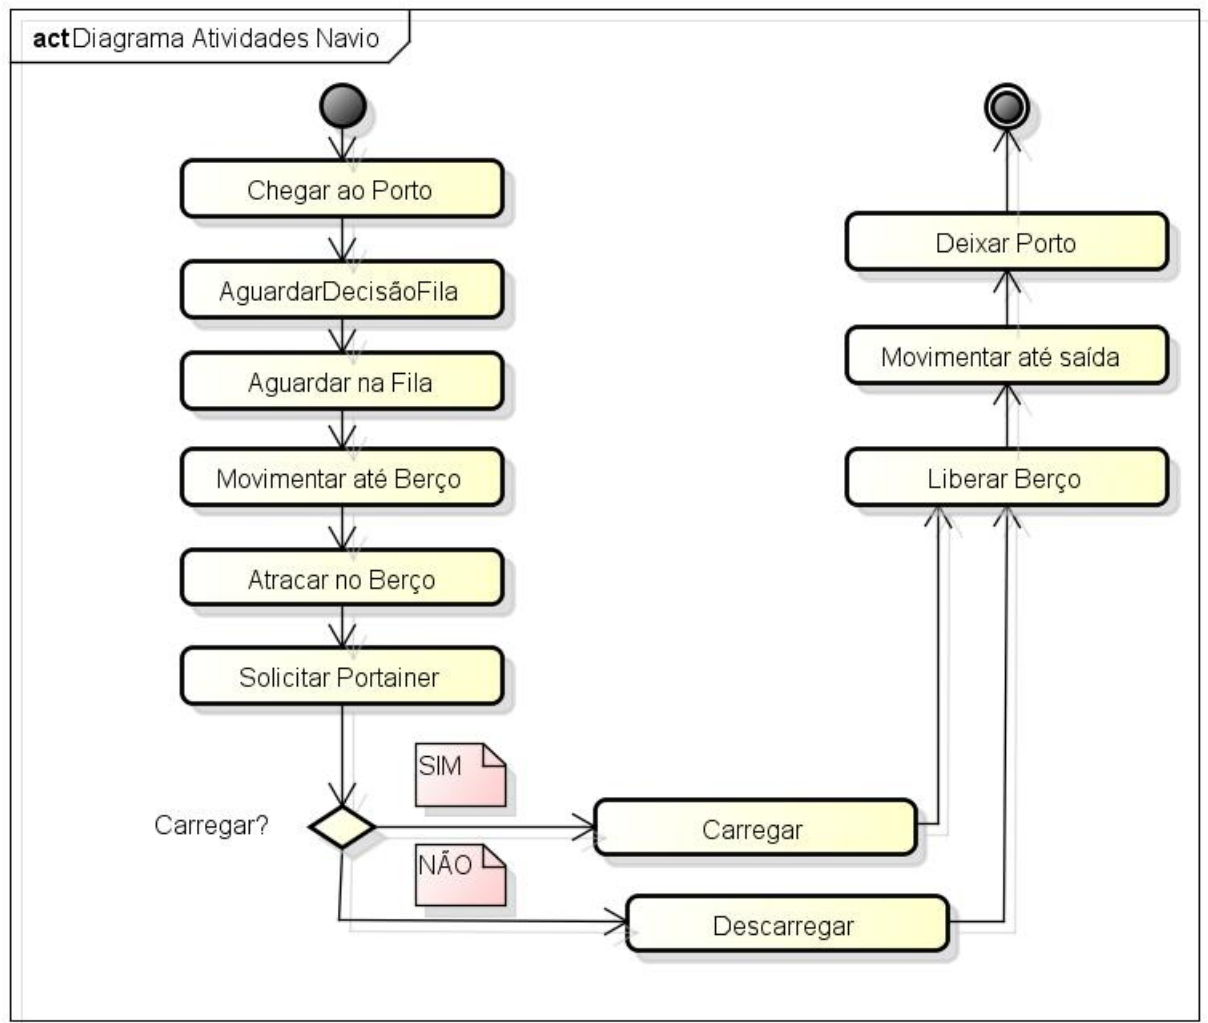 act Diagrama Atividades Navio
Chegar ao Porto
AguardarDecisãoFila
Aguardar na Fila
Movimentar até Berço
Atracar no Berço
Solicitar Portainer
Carregar?
SIM
NÃO
Carregar
Descarregar
Liberar Berço
Movimentar até saída
Deixar Porto